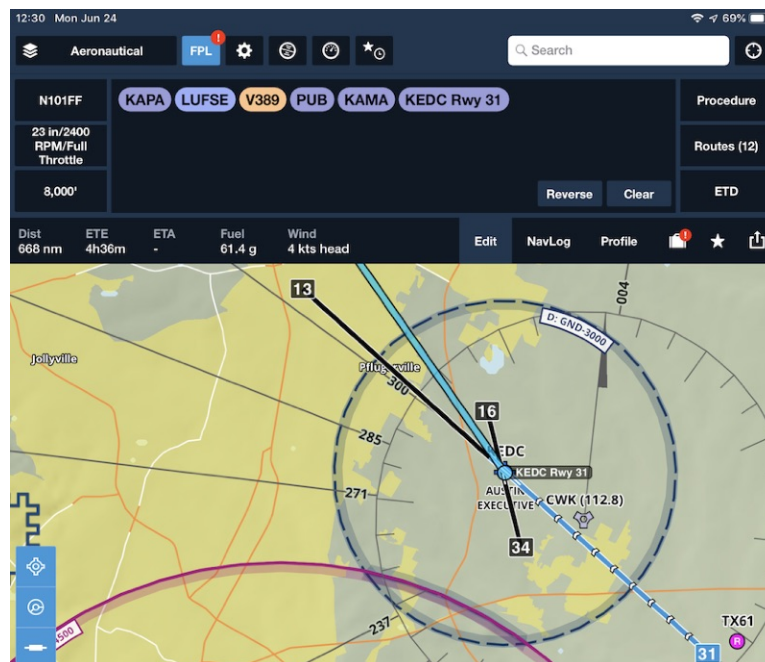 12:30 Mon Jun 24
69%
Aeronautical
FPL
!
Search
N101FF
KAPA LUFSE V389 PUB KAMA KEDC Rwy 31
Procedure
23 in/2400
RPM/Full
Throttle
Routes (12)
8,000'
Reverse
Clear
ETD
Dist
668 nm
ETE
4h36m
ETA
-
Fuel
61.4 g
Wind
4 kts head
Edit
NavLog
Profile
!
13
004
D: GND-3000
Jollyville
Pflugerville
300
16
285
KEDC
KEDC Rwy 31
271
AUSTIN
EXECUTIVE
CWK (112.8)
34
237
TX61
R
4500
31